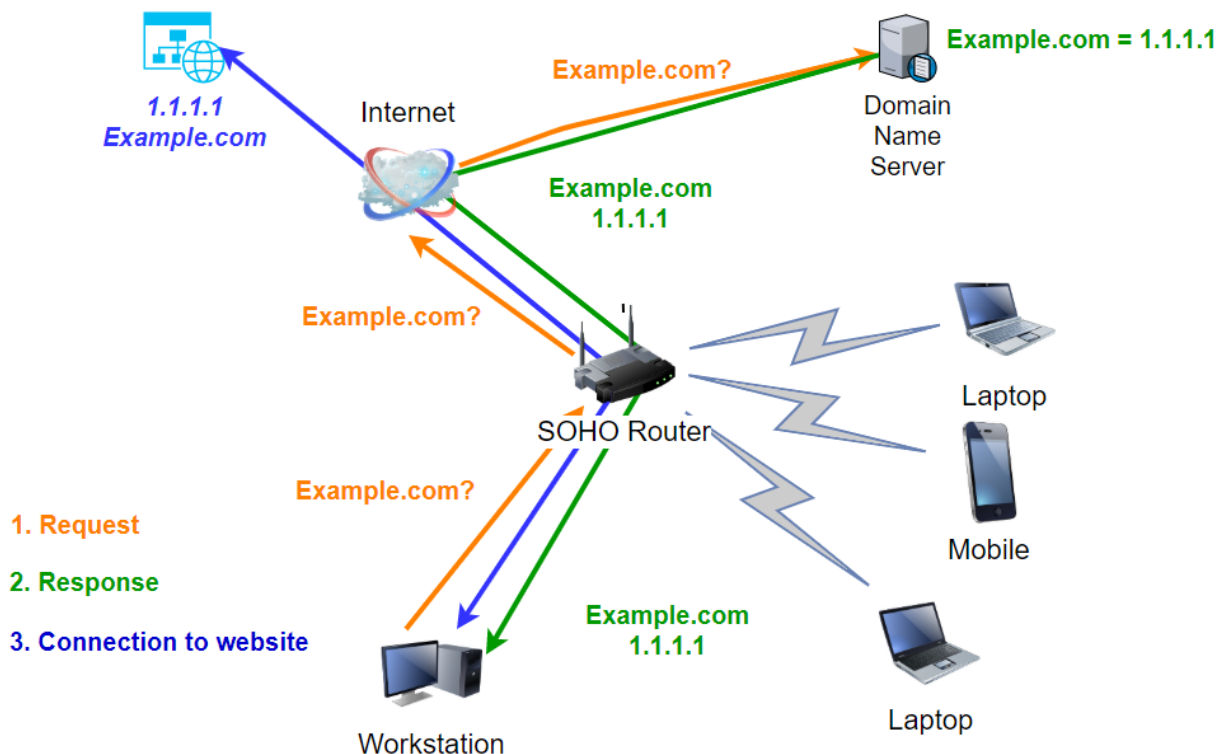 Example.com = 1.1.1.1
Example.com?
1.1.1.1
Example.com
Internet
Domain
Name
Server
Example.com
1.1.1.1
Example.com?
Laptop
SOHO Router
Example.com?
1. Request
Mobile
2. Response
Example.com
1.1.1.1
3. Connection to website
Laptop
Workstation